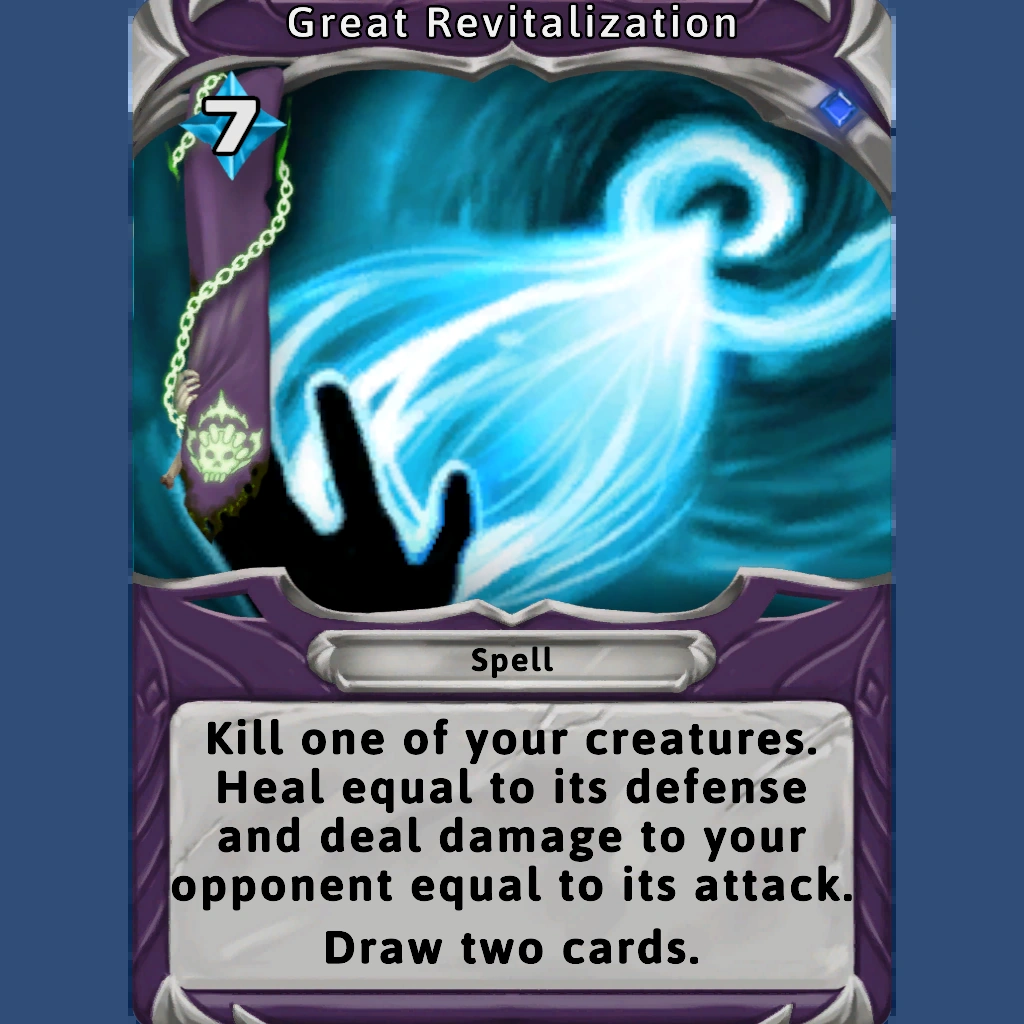 Great Revitalization
7
Spell
Kill one of your creatures.
Heal equal to its defense
and deal damage to your
opponent equal to its attack.
Draw two cards.